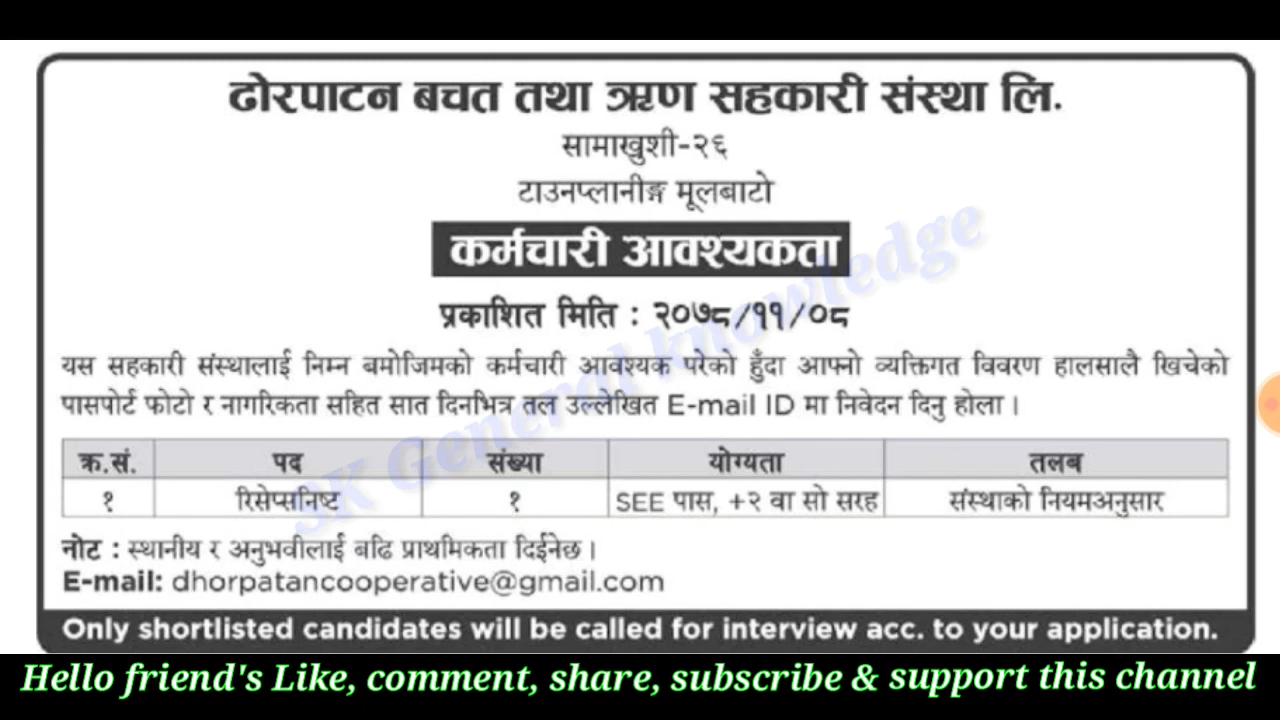 ढोरपाटन बचत तथा ऋण सहकारी संस्था लि.
सामाखुशी-२६
टाउनप्लानीङ्ग मूलबाटो
कर्मचारी आवश्यकता
प्रकाशित मिति : २०७८/११/०८
यस सहकारी संस्थालाई निम्न बमोजिमको कर्मचारी आवश्यक परेको हुँदा आफ्नो व्यक्तिगत विवरण हालसालै खिचेको
पासपोर्ट फोटो र नागरिकता सहित सात दिनभित्र तल उल्लेखित E-mail ID मा निवेदन दिनु होला ।
क्र.सं. पद संख्या योग्यता तलब
१ रिसेप्सनिष्ट १ SEE पास, +२ वा सो सरह संस्थाको नियमअनुसार
नोट : स्थानीय र अनुभवीलाई बढि प्राथमिकता दिईनेछ ।
E-mail: dhorpatancooperative@gmail.com
Only shortlisted candidates will be called for interview acc. to your application.
SK General knowledge
Hello friend's Like, comment, share, subscribe & support this channel